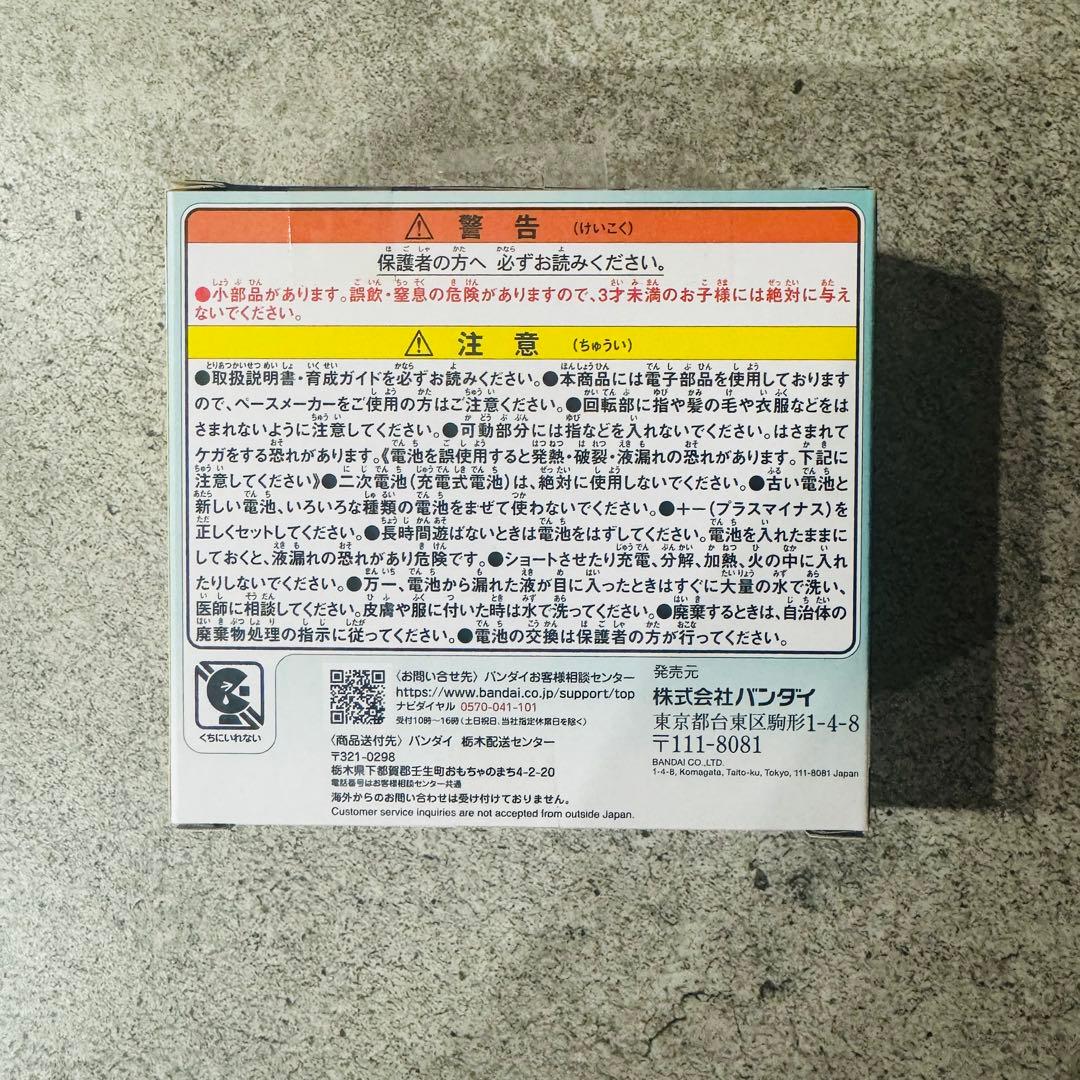 警告 (けいこく)
保護者の方へ 必ずお読みください。
●小部品があります。誤飲・窒息の危険がありますので、3才未満のお子様には絶対に与え
ないでください。
注意 (ちゅうい)
●取扱説明書・育成ガイドを必ずお読みください。●本商品には電子部品を使用しております
ので、ペースメーカーをご使用の方はご注意ください。●回転部に指や髪の毛や衣服などをは
さまれないように注意してください。●可動部分には指などを入れないでください。はさまれて
ケガをする恐れがあります。《電池を誤使用すると発熱・破裂・液漏れの恐れがあります。下記に
注意してください》●二次電池(充電式電池)は、絶対に使用しないでください。●古い電池と
新しい電池、いろいろな種類の電池をまぜて使わないでください。●+−(プラスマイナス)を
正しくセットしてください。●長時間遊ばないときは電池をはずしてください。電池を入れたままに
しておくと、液漏れの恐れがあり危険です。●ショートさせたり充電、分解、加熱、火の中に入れ
たりしないでください。●万一、電池から漏れた液が目に入ったときはすぐに大量の水で洗い、
医師に相談してください。皮膚や服に付いた時は水で洗ってください。●廃棄するときは、自治体の
廃棄物処理の指示に従ってください。●電池の交換は保護者の方が行ってください。
くちにいれない
〈お問い合せ先〉バンダイお客様相談センター
https://www.bandai.co.jp/support/top
ナビダイヤル 0570-041-101
受付10時〜16時(土日祝日、当社指定休業日を除く)
〈商品送付先〉バンダイ 栃木配送センター
〒321-0298
栃木県下都賀郡壬生町おもちゃのまち4-2-20
電話番号はお客様相談センター共通
海外からのお問い合わせは受け付けておりません。
Customer service inquiries are not accepted from outside Japan.
発売元
株式会社バンダイ
東京都台東区駒形1-4-8
〒111-8081
BANDAI CO.,LTD.
1-4-8, Komagata, Taito-ku, Tokyo, 111-8081 Japan